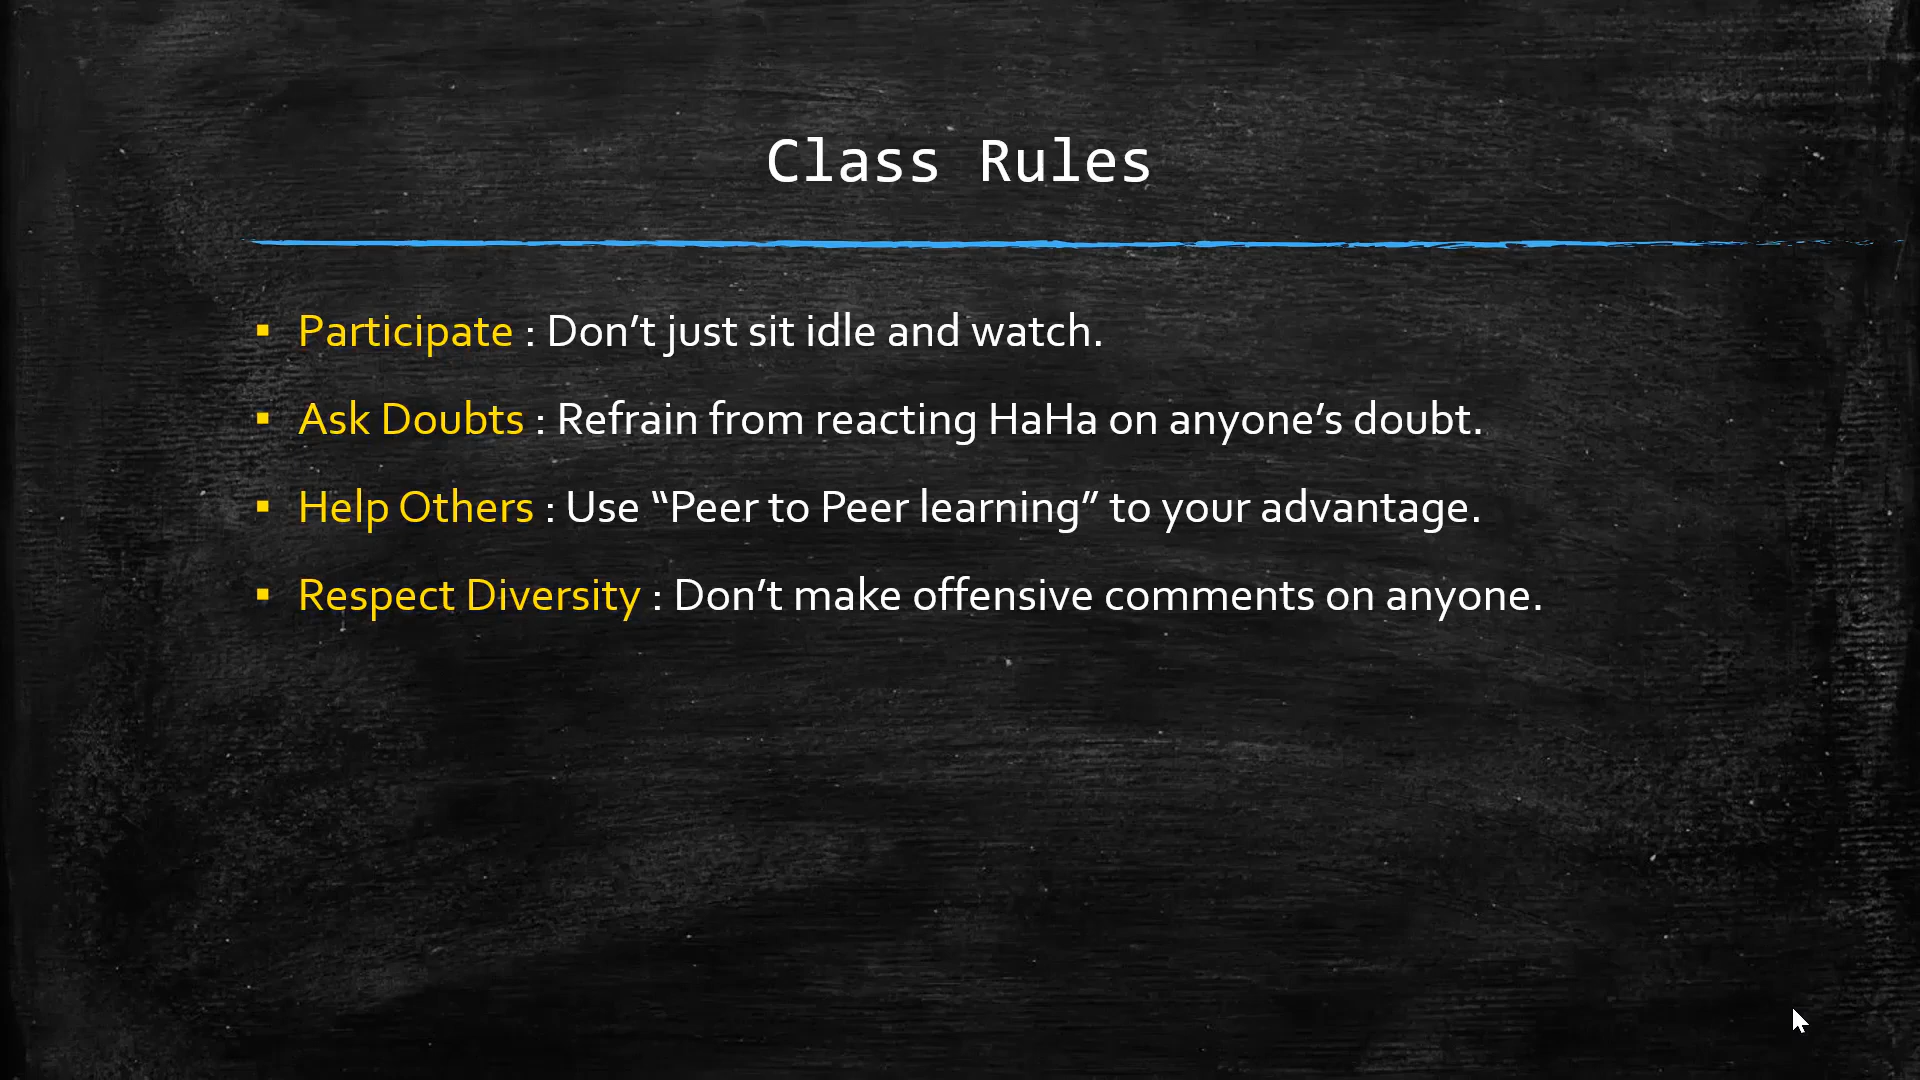 Class Rules
▪ Participate : Don’t just sit idle and watch.
▪ Ask Doubts : Refrain from reacting HaHa on anyone’s doubt.
▪ Help Others : Use “Peer to Peer learning” to your advantage.
▪ Respect Diversity : Don’t make offensive comments on anyone.